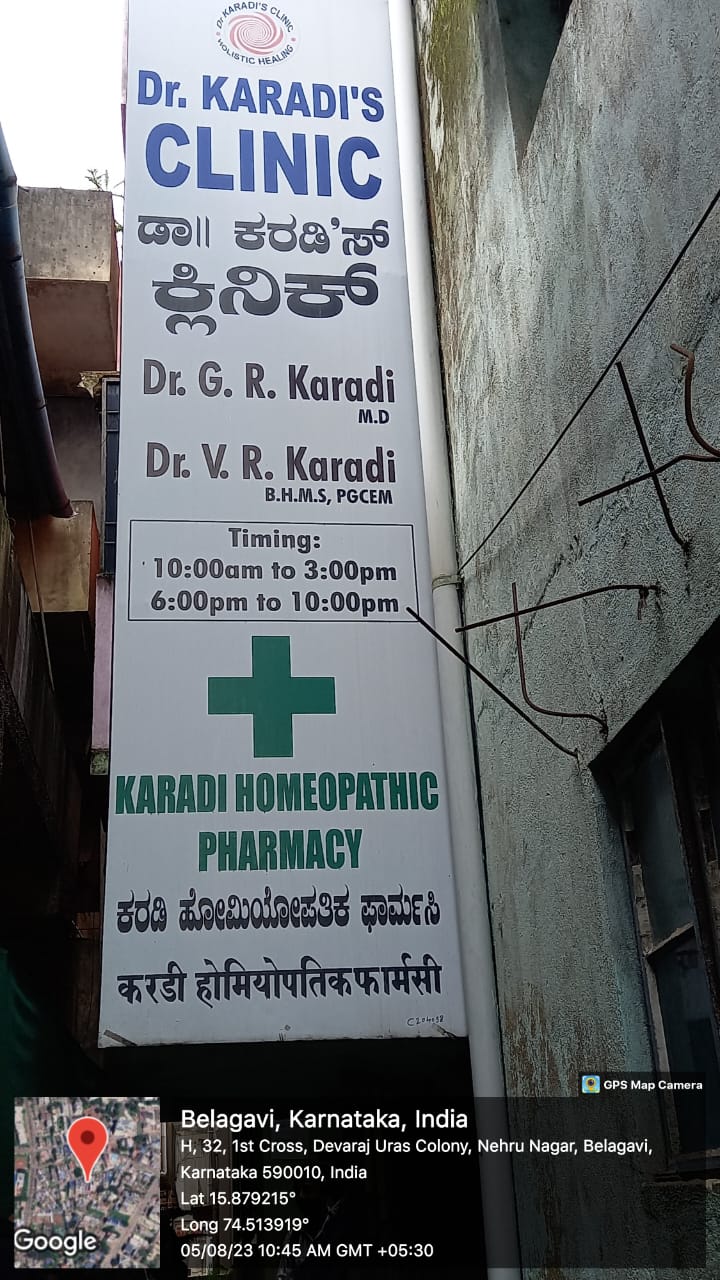 Dr KARADI'S CLINIC
HOLISTIC HEALING
Dr. KARADI'S
CLINIC
ಡಾ|| ಕರಡಿ'ಸ್
ಕ್ಲಿನಿಕ್
Dr. G. R. Karadi
M.D
Dr. V. R. Karadi
B.H.M.S, PGCEM
Timing:
10:00am to 3:00pm
6:00pm to 10:00pm
KARADI HOMEOPATHIC
PHARMACY
ಕರಡಿ ಹೋಮಿಯೋಪತಿಕ ಫಾರ್ಮಸಿ
करडी होमियोपतिक फार्मसी
GPS Map Camera
Belagavi, Karnataka, India
H, 32, 1st Cross, Devaraj Uras Colony, Nehru Nagar, Belagavi,
Karnataka 590010, India
Lat 15.879215°
Long 74.513919°
05/08/23 10:45 AM GMT +05:30
Google